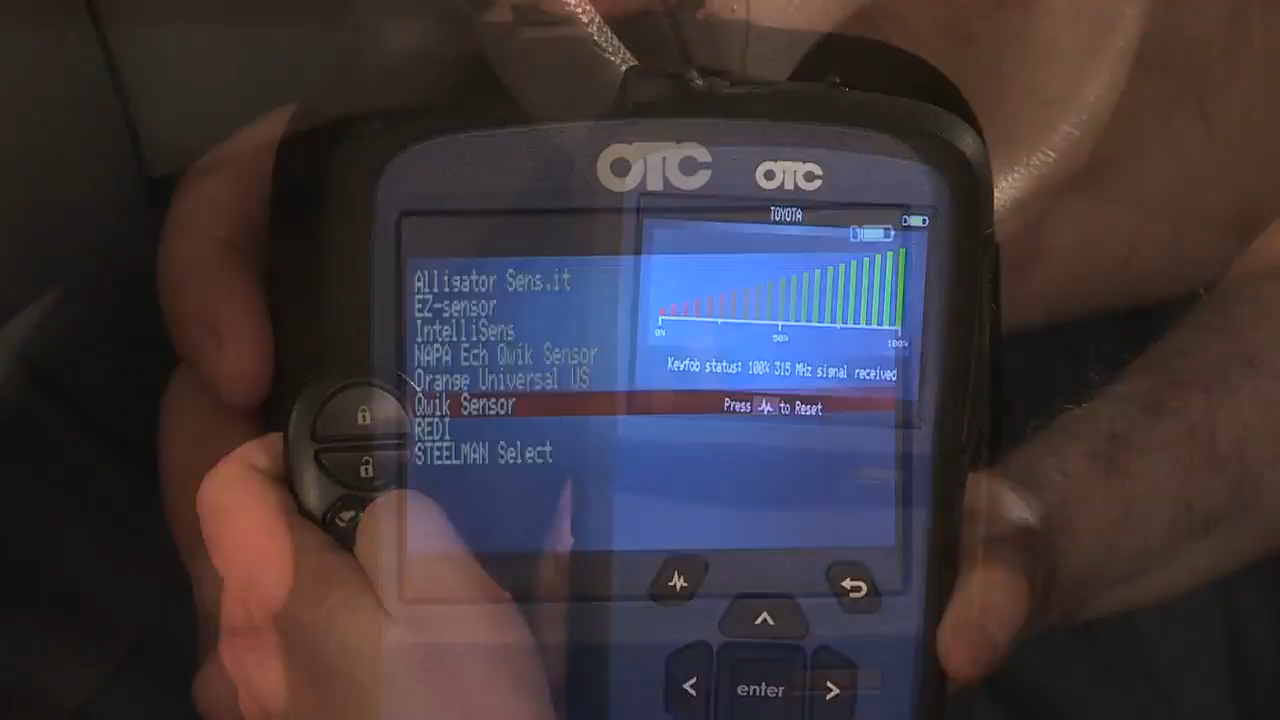 OTC
OTC
TOYOTA
Alligator Sens.it
EZ-sensor
IntelliSens
NAPA Ech Qwik Sensor
Orange Universal US
Qwik Sensor
REDI
STEELMAN Select
0%
50%
100%
Keyfob status: 100% 315 MHz signal received
Press to Reset
enter